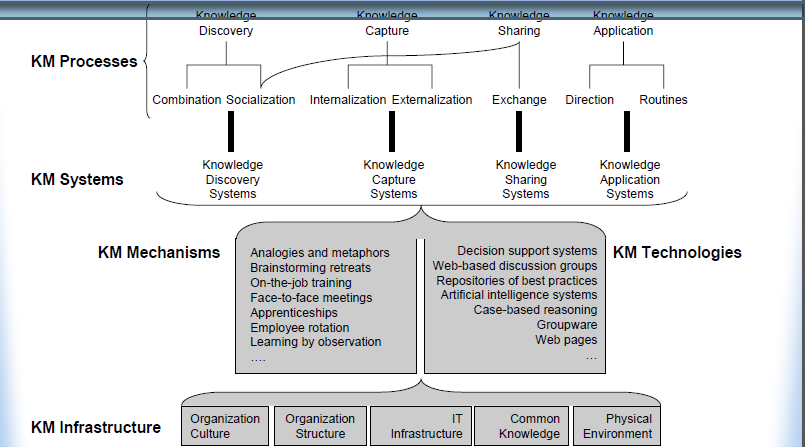 Knowledge Discovery
Knowledge Capture
Knowledge Sharing
Knowledge Application
KM Processes
Combination Socialization Internalization Externalization Exchange Direction Routines
KM Systems
Knowledge Discovery Systems
Knowledge Capture Systems
Knowledge Sharing Systems
Knowledge Application Systems
KM Mechanisms
Analogies and metaphors
Brainstorming retreats
On-the-job training
Face-to-face meetings
Apprenticeships
Employee rotation
Learning by observation
....
Decision support systems
Web-based discussion groups
Repositories of best practices
Artificial intelligence systems
Case-based reasoning
Groupware
Web pages
...
KM Technologies
KM Infrastructure
Organization Culture
Organization Structure
IT Infrastructure
Common Knowledge
Physical Environment